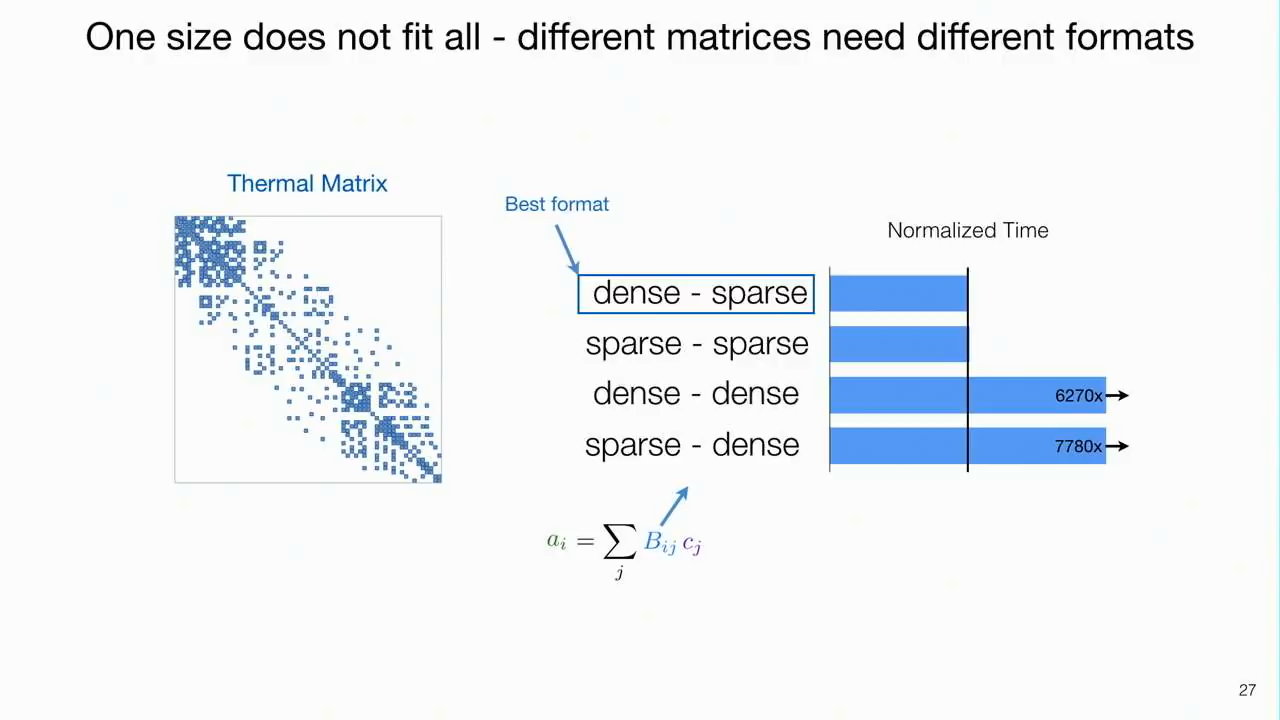 One size does not fit all - different matrices need different formats
Thermal Matrix
Best format
Normalized Time
dense - sparse
sparse - sparse
dense - dense
6270x
sparse - dense
7780x
a_i = ∑_j B_{ij} c_j
27